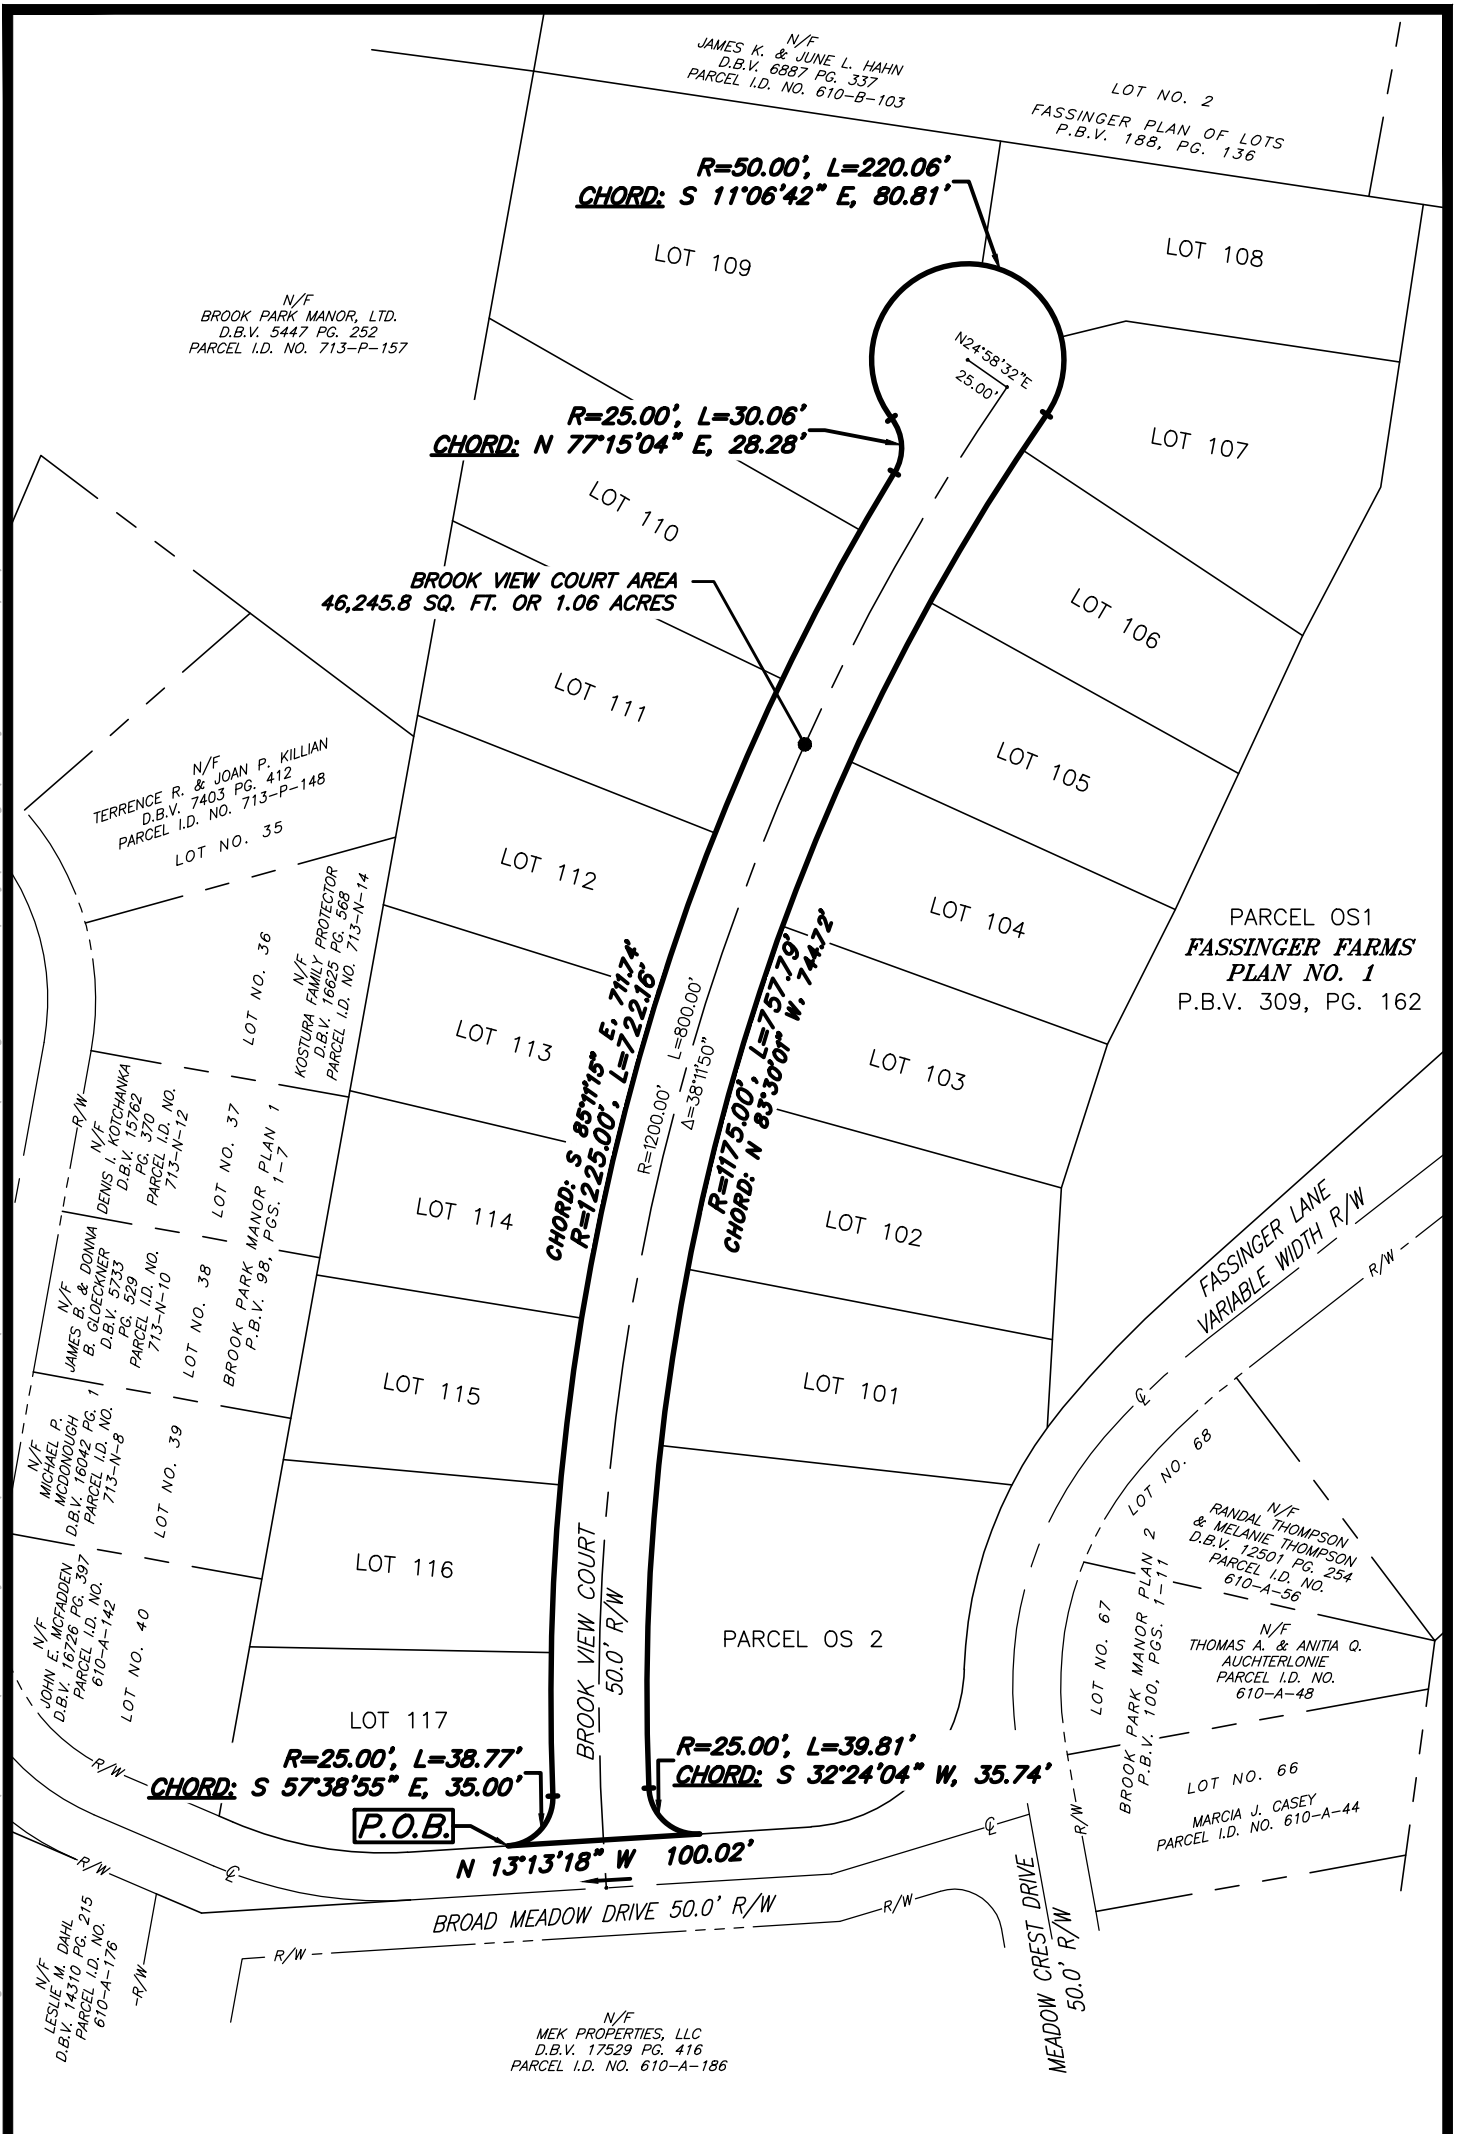 N/F
JAMES K. & JUNE L. HAHN
D.B.V. 6887 PG. 337
PARCEL I.D. NO. 610-B-103
LOT NO. 2
FASSINGER PLAN OF LOTS
P.B.V. 188, PG. 136
R=50.00', L=220.06'
CHORD: S 11°06'42" E, 80.81'
LOT 109
LOT 108
N/F
BROOK PARK MANOR, LTD.
D.B.V. 5447 PG. 252
PARCEL I.D. NO. 713-P-157
N24°58'32"E
25.00'
R=25.00', L=30.06'
CHORD: N 77°15'04" E, 28.28'
LOT 107
LOT 110
BROOK VIEW COURT AREA
46,245.8 SQ. FT. OR 1.06 ACRES
LOT 106
LOT 111
LOT 105
N/F
TERRENCE R. & JOAN P. KILLIAN
D.B.V. 7403 PG. 412
PARCEL I.D. NO. 713-P-148
LOT NO. 35
LOT 112
LOT 104
PARCEL OS1
FASSINGER FARMS
PLAN NO. 1
P.B.V. 309, PG. 162
LOT NO. 36
N/F
KOSTURA FAMILY PROTECTOR
D.B.V. 16625 PG. 568
PARCEL I.D. NO. 713-N-14
LOT 113
CHORD: S 85°11'15" E, 711.74'
R=1225.00', L=722.16'
R=1200.00' L=800.00'
Δ=38°11'50"
R=1175.00', L=757.79'
CHORD: N 83°30'01" W, 744.72'
LOT 103
R/W
N/F
DENIS I. KOTCHANKA
D.B.V. 15762
PG. 370
PARCEL I.D. NO.
713-N-12
LOT NO. 37
BROOK PARK MANOR PLAN 1
P.B.V. 98, PGS. 1-7
LOT 114
LOT 102
FASSINGER LANE
VARIABLE WIDTH R/W
R/W
N/F
JAMES B. & DONNA
B. GLOECKNER
D.B.V. 5733
PG. 529
PARCEL I.D. NO.
713-N-10
LOT NO. 38
LOT 115
LOT 101
℄
N/F
MICHAEL P.
MCDONOUGH
D.B.V. 16042 PG. 1
PARCEL I.D. NO.
713-N-8
LOT NO. 39
LOT NO. 68
N/F
RANDAL THOMPSON
& MELANIE THOMPSON
D.B.V. 12501 PG. 254
PARCEL I.D. NO.
610-A-56
LOT 116
BROOK VIEW COURT
50.0' R/W
PARCEL OS 2
N/F
JOHN E. MCFADDEN
D.B.V. 16726 PG. 397
PARCEL I.D. NO.
610-A-142
LOT NO. 40
LOT NO. 67
BROOK PARK MANOR PLAN 2
P.B.V. 100, PGS. 1-11
N/F
THOMAS A. & ANITIA Q.
AUCHTERLONIE
PARCEL I.D. NO.
610-A-48
LOT 117
R=25.00', L=38.77'
CHORD: S 57°38'55" E, 35.00'
R=25.00', L=39.81'
CHORD: S 32°24'04" W, 35.74'
R/W
P.O.B.
N 13°13'18" W 100.02'
LOT NO. 66
MARCIA J. CASEY
PARCEL I.D. NO. 610-A-44
R/W
℄
R/W
℄
BROAD MEADOW DRIVE 50.0' R/W
R/W
R/W
MEADOW CREST DRIVE
50.0' R/W
N/F
LESLIE M. DAHL
D.B.V. 14310 PG. 215
PARCEL I.D. NO.
610-A-176
R/W
N/F
MEK PROPERTIES, LLC
D.B.V. 17529 PG. 416
PARCEL I.D. NO. 610-A-186